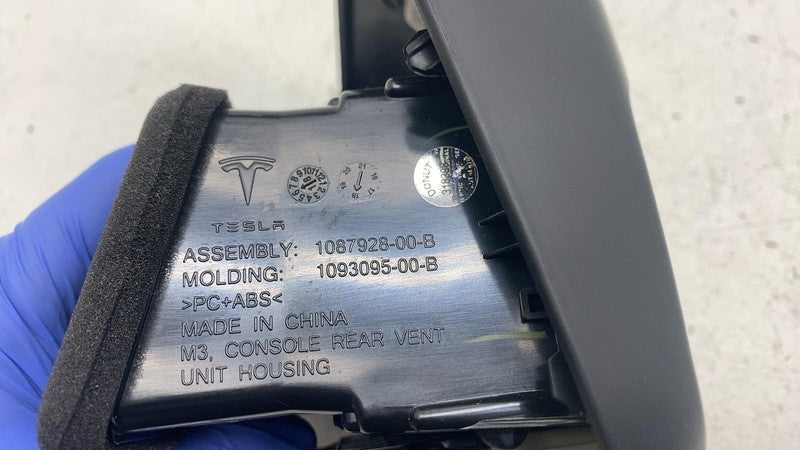 TESLA
ASSEMBLY: 1087928-00-B
MOLDING: 1093095-00-B
>PC+ABS<
MADE IN CHINA
M3, CONSOLE REAR VENT
UNIT HOUSING